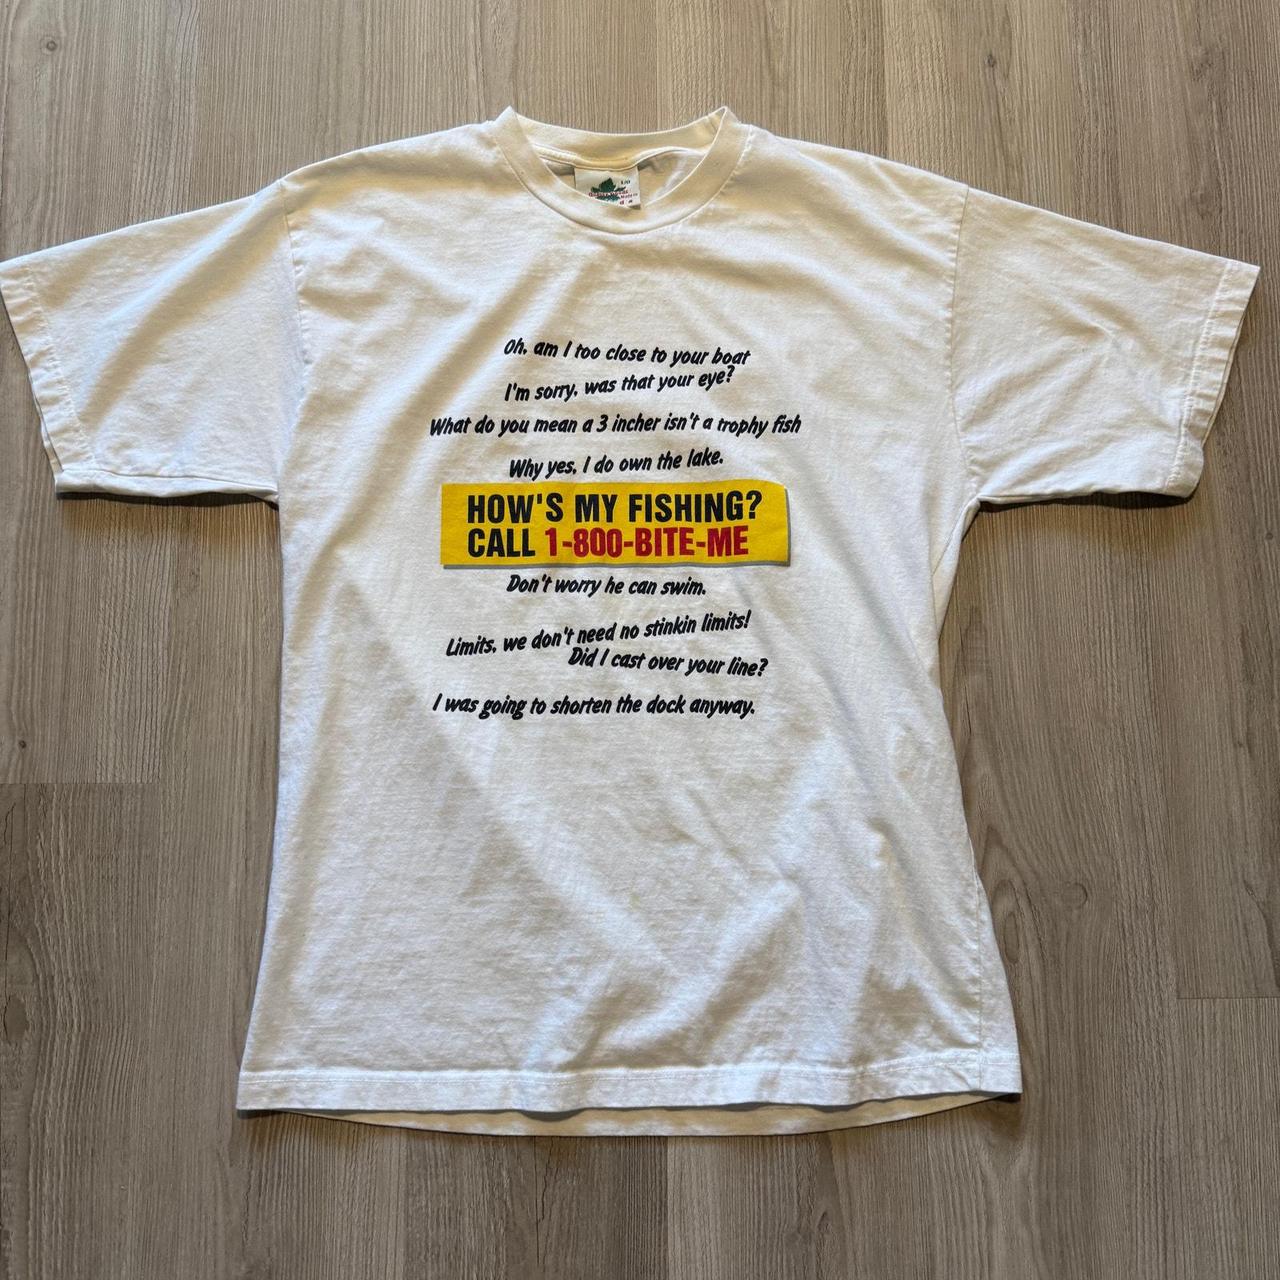 Oh, am I too close to your boat
I'm sorry, was that your eye?
What do you mean a 3 incher isn't a trophy fish
Why yes, I do own the lake.
HOW'S MY FISHING?
CALL 1-800-BITE-ME
Don't worry he can swim.
Limits, we don't need no stinkin limits!
Did I cast over your line?
I was going to shorten the dock anyway.